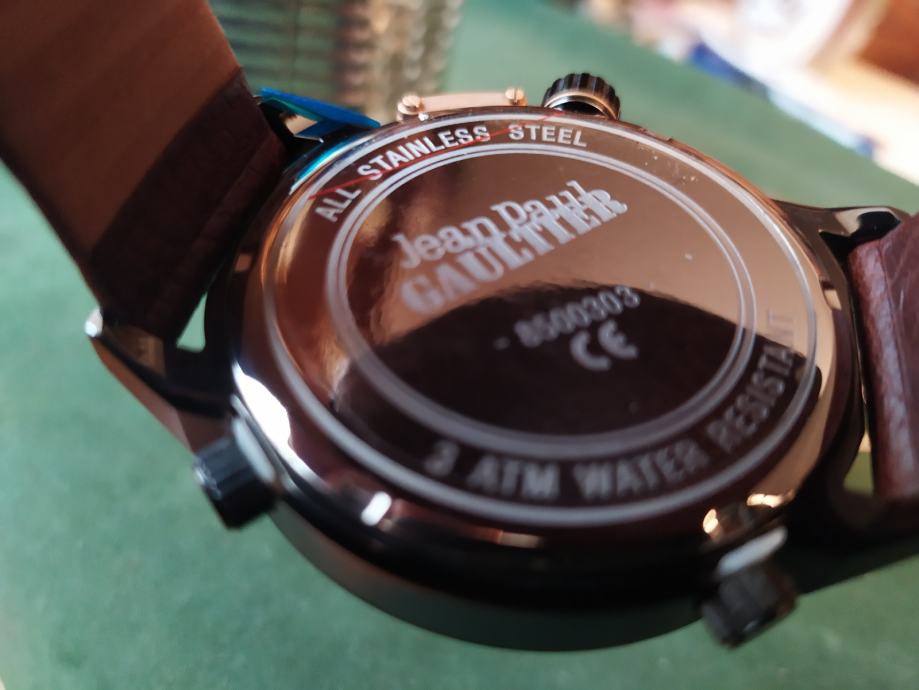 ALL STAINLESS STEEL
Jean Paul
GAULTIER
- 8500303
CE
3 ATM WATER RESISTANT